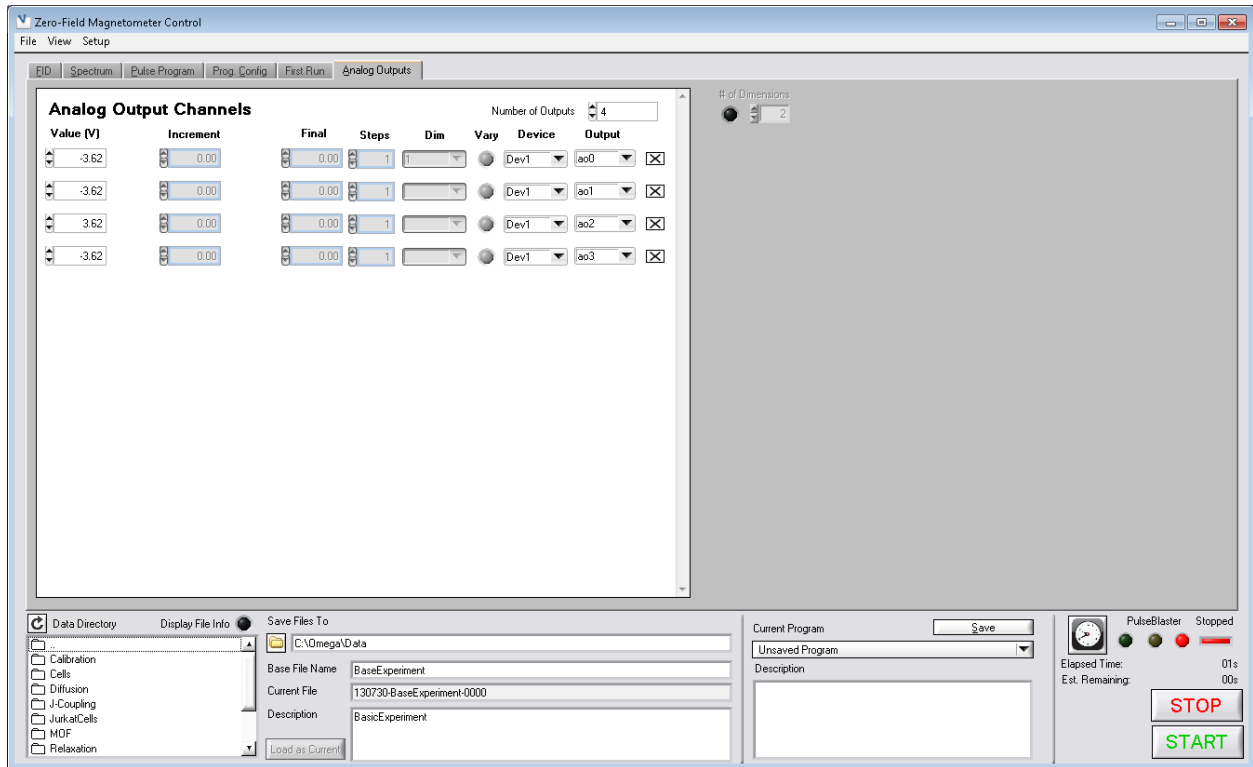 Zero-Field Magnetometer Control
File View Setup
FID Spectrum Pulse Program Prog. Config First Run Analog Outputs
Analog Output Channels
Number of Outputs 4
# of Dimensions
2
Value (V) Increment Final Steps Dim Vary Device Output
-3.62 0.00 0.00 1 1 Dev1 ao0
-3.62 0.00 0.00 1 Dev1 ao1
3.62 0.00 0.00 1 Dev1 ao2
-3.62 0.00 0.00 1 Dev1 ao3
Data Directory Display File Info
..
Calibration
Cells
Diffusion
J-Coupling
JurkatCells
MOF
Relaxation
Save Files To
C:\Omega\Data
Base File Name BaseExperiment
Current File 130730-BaseExperiment-0000
Description BasicExperiment
Load as Current
Current Program Save
Unsaved Program
Description
PulseBlaster Stopped
Elapsed Time: 01s
Est. Remaining: 00s
STOP
START